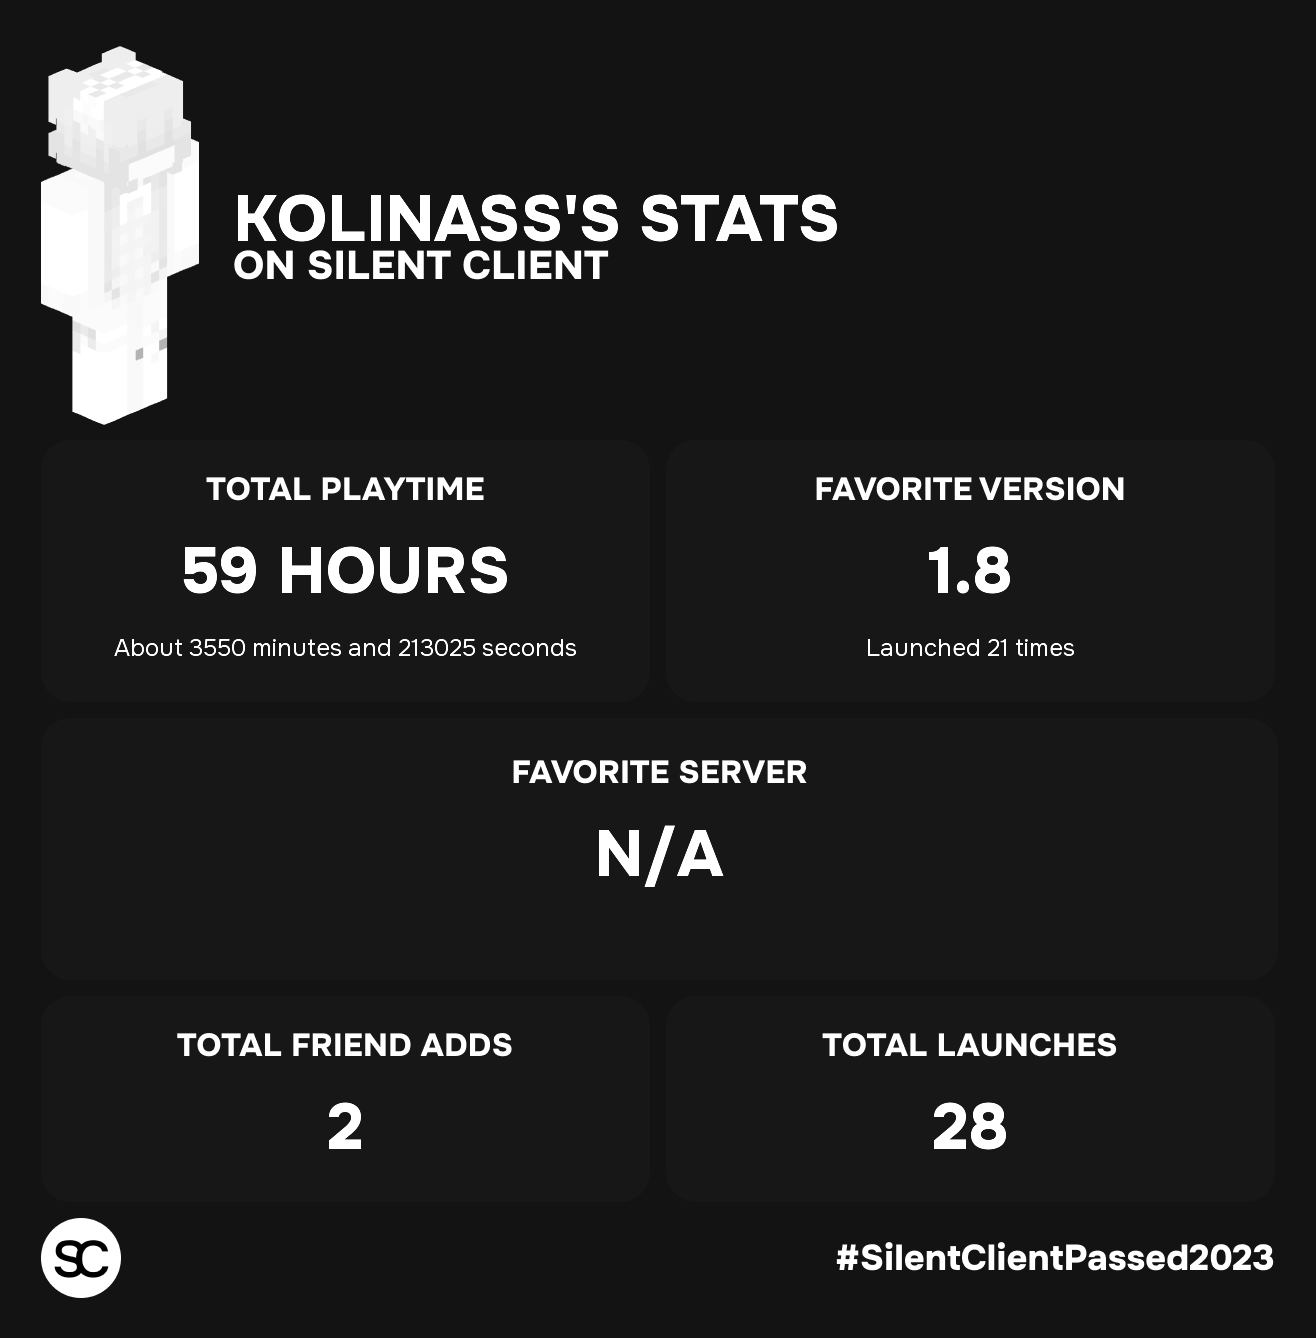 KOLINASS'S STATS
ON SILENT CLIENT
TOTAL PLAYTIME
59 HOURS
About 3550 minutes and 213025 seconds
FAVORITE VERSION
1.8
Launched 21 times
FAVORITE SERVER
N/A
TOTAL FRIEND ADDS
2
TOTAL LAUNCHES
28
SC
#SilentClientPassed2023